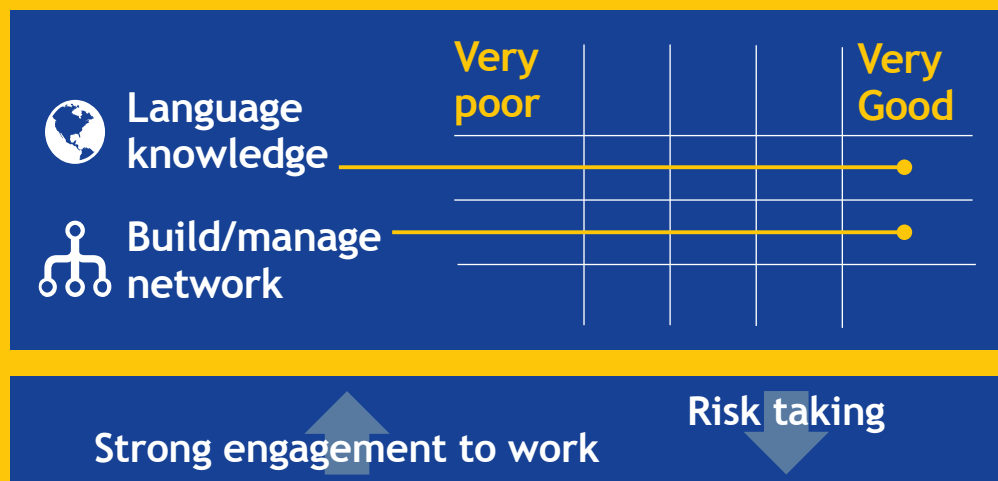 Very
poor
Very
Good
Language
knowledge
Build/manage
network
Risk taking
Strong engagement to work